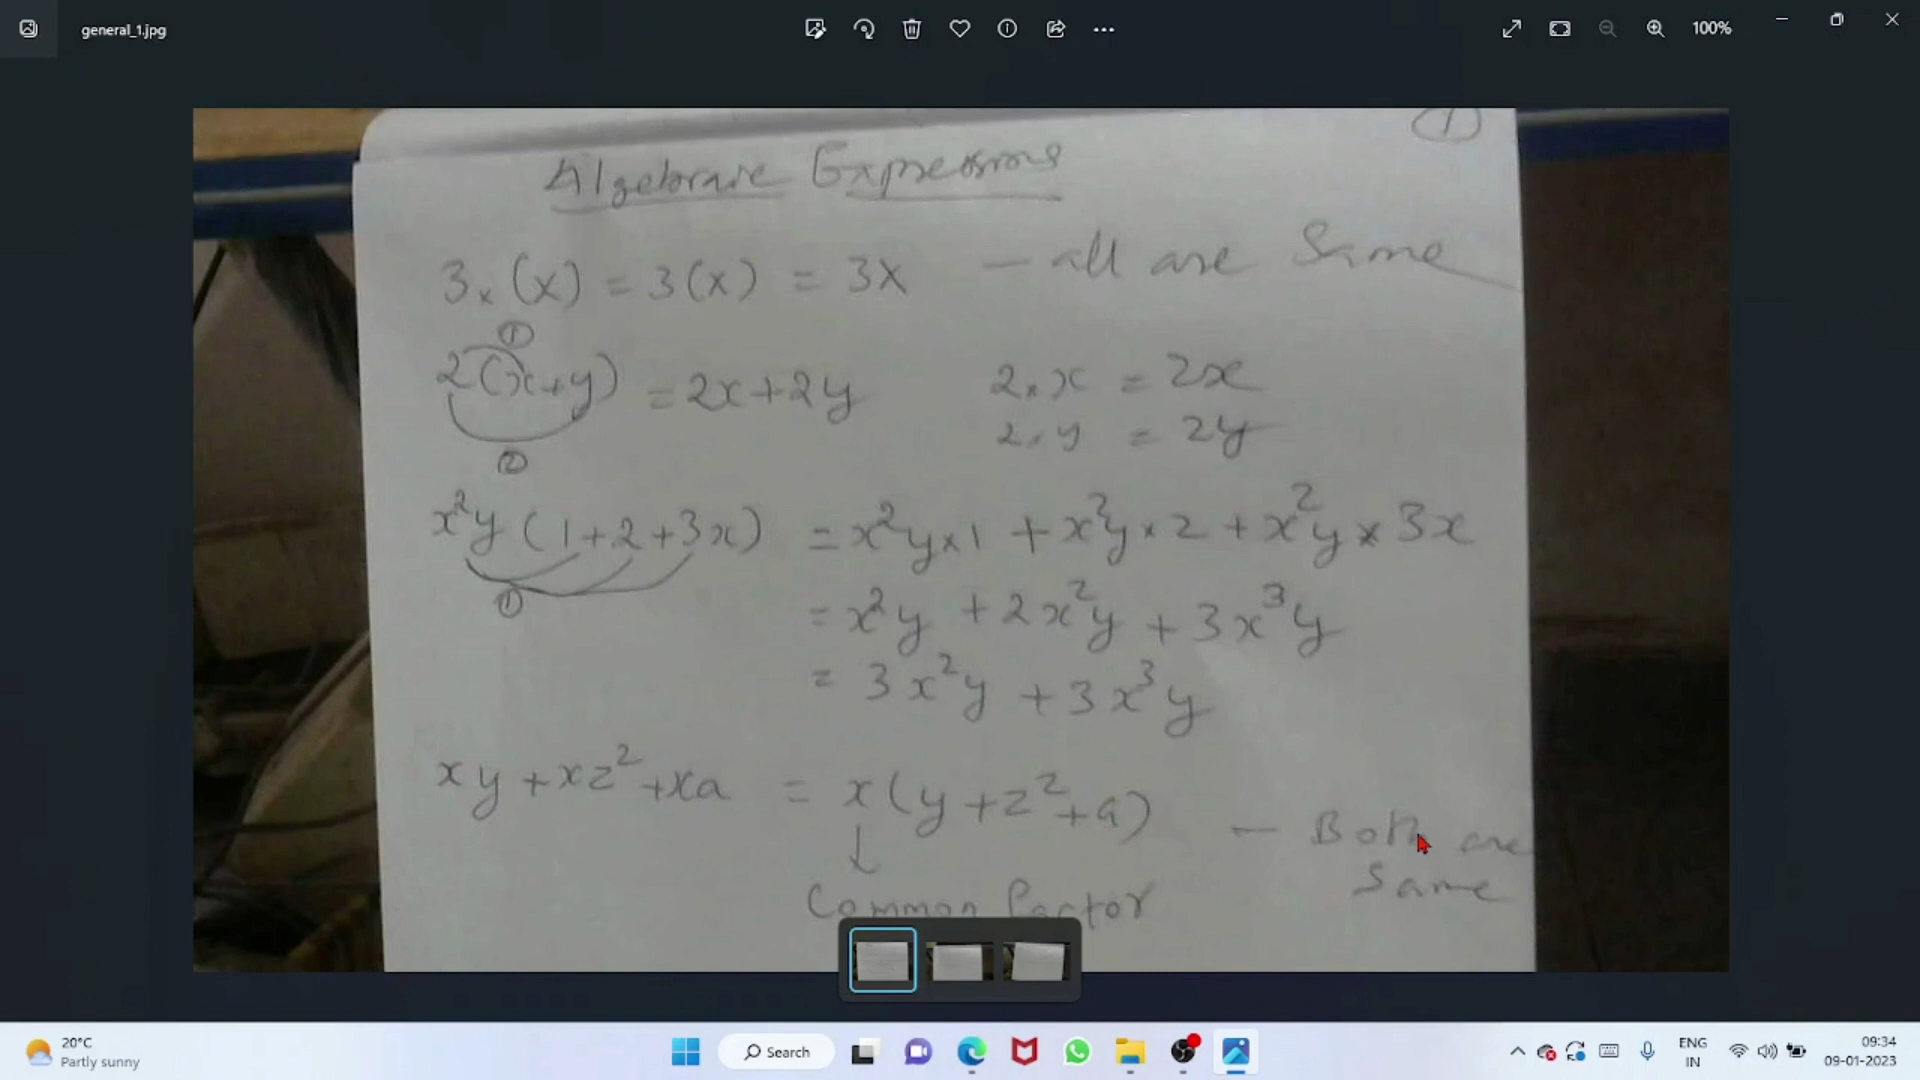 general_1.jpg
100%
①
Algebraic Expressions
3 × (x) = 3(x) = 3x — all are Same
①
2(x+y) = 2x+2y
2 × x = 2x
2 × y = 2y
②
x²y (1+2+3x) = x²y×1 + x²y×2 + x²y × 3x
①
= x²y + 2x²y + 3x³y
= 3x²y + 3x³y
xy+xz²+xa = x(y+z²+a) — Both are
Same
↓
Common Factor
20°C
Partly sunny
Search
ENG
IN
09:34
09-01-2023